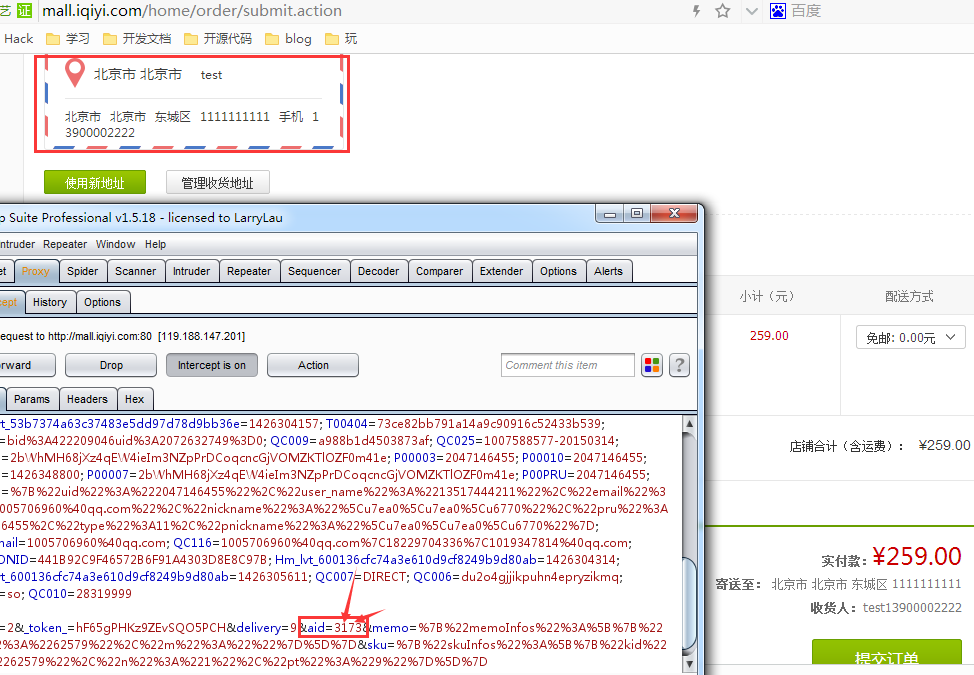 艺 证 mall.iqiyi.com/home/order/submit.action 百度
Hack 学习 开发文档 开源代码 blog 玩
北京市 北京市 test
北京市 北京市 东城区 1111111111 手机 1
3900002222
使用新地址 管理收货地址
p Suite Professional v1.5.18 - licensed to LarryLau
ntruder Repeater Window Help
et Proxy Spider Scanner Intruder Repeater Sequencer Decoder Comparer Extender Options Alerts
cept History Options
小计（元） 配送方式
equest to http://mall.iqiyi.com:80 [119.188.147.201]
259.00 免邮: 0.00元
rward Drop Intercept is on Action Comment this item ?
Params Headers Hex
rt_53b7374a63c37483e5dd97d78d9bb36e=1426304157; T00404=73ce82bb791a14a9c90916c52433b539;
=bid%3A422209046uid%3A2072632749%3D0; QC009=a988b1d4503873af; QC025=1007588577-20150314;
=2bWhMH68jXz4qEW4ieIm3NZpPrDCoqcncGjVOMZKTlOZF0m41e; P00003=2047146455; P00010=2047146455;
=1426348800; P00007=2bWhMH68jXz4qEW4ieIm3NZpPrDCoqcncGjVOMZKTlOZF0m41e; P00PRU=2047146455;
=%7B%22uid%22%3A%222047146455%22%2C%22user_name%22%3A%2213517444211%22%2C%22email%22%3
005706960%40qq.com%22%2C%22nickname%22%3A%22%5Cu7ea0%5Cu7ea0%5Cu6770%22%2C%22pru%22%3A
6455%2C%22type%22%3A11%2C%22pnickname%22%3A%22%5Cu7ea0%5Cu7ea0%5Cu6770%22%7D;
mail=1005706960%40qq.com; QC116=1005706960%40qq.com%7C18229704336%7C1019347814%40qq.com;
ONID=441B92C9F46572B6F91A4303D8E8C97B; Hm_lvt_600136cfc74a3e610d9cf8249b9d80ab=1426304314;
rt_600136cfc74a3e610d9cf8249b9d80ab=1426305611; QC007=DIRECT; QC006=du2o4gjjikpuhn4epryzikmq;
=so; QC010=28319999
店铺合计（含运费）： ¥259.00
实付款: ¥259.00
寄送至： 北京市 北京市 东城区 1111111111
收货人： test13900002222
=2&_token_=hF65gPHKz9ZEvSQO5PCH&delivery=9&aid=3173&memo=%7B%22memoInfos%22%3A%5B%7B%22
%3A%2262579%22%2C%22m%22%3A%22%22%7D%5D%7D&sku=%7B%22skuInfos%22%3A%5B%7B%22kid%22
2262579%22%2C%22n%22%3A%221%22%2C%22pt%22%3A%229%22%7D%5D%7D
提交订单